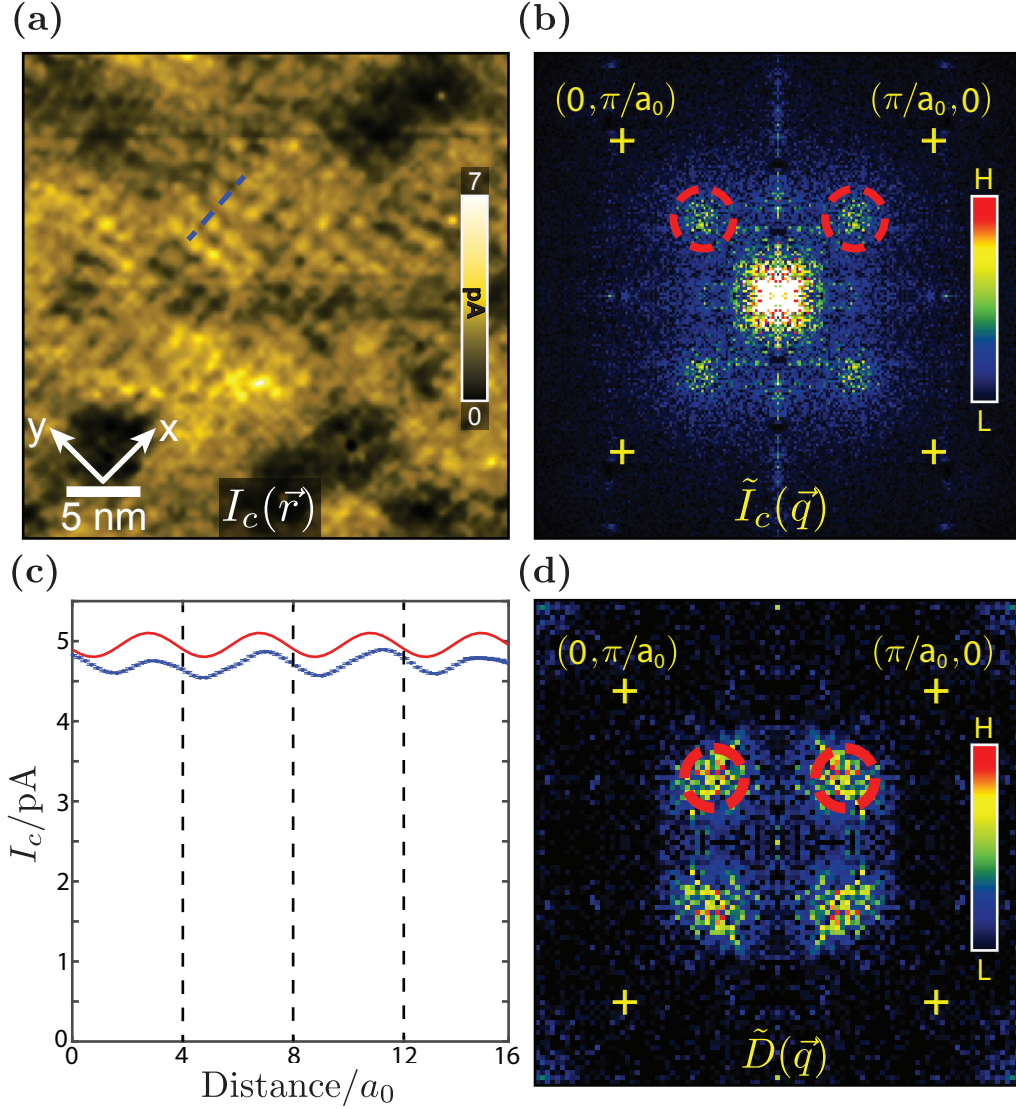 (a)
7
pA
0
y
x
5 nm
I_c(r⃗)
(b)
(0, π/a₀)
(π/a₀, 0)
H
L
Ĩ_c(q⃗)
(c)
5
4
3
2
1
0
I_c/pA
0
4
8
12
16
Distance/a₀
(d)
(0, π/a₀)
(π/a₀, 0)
H
L
D̃(q⃗)